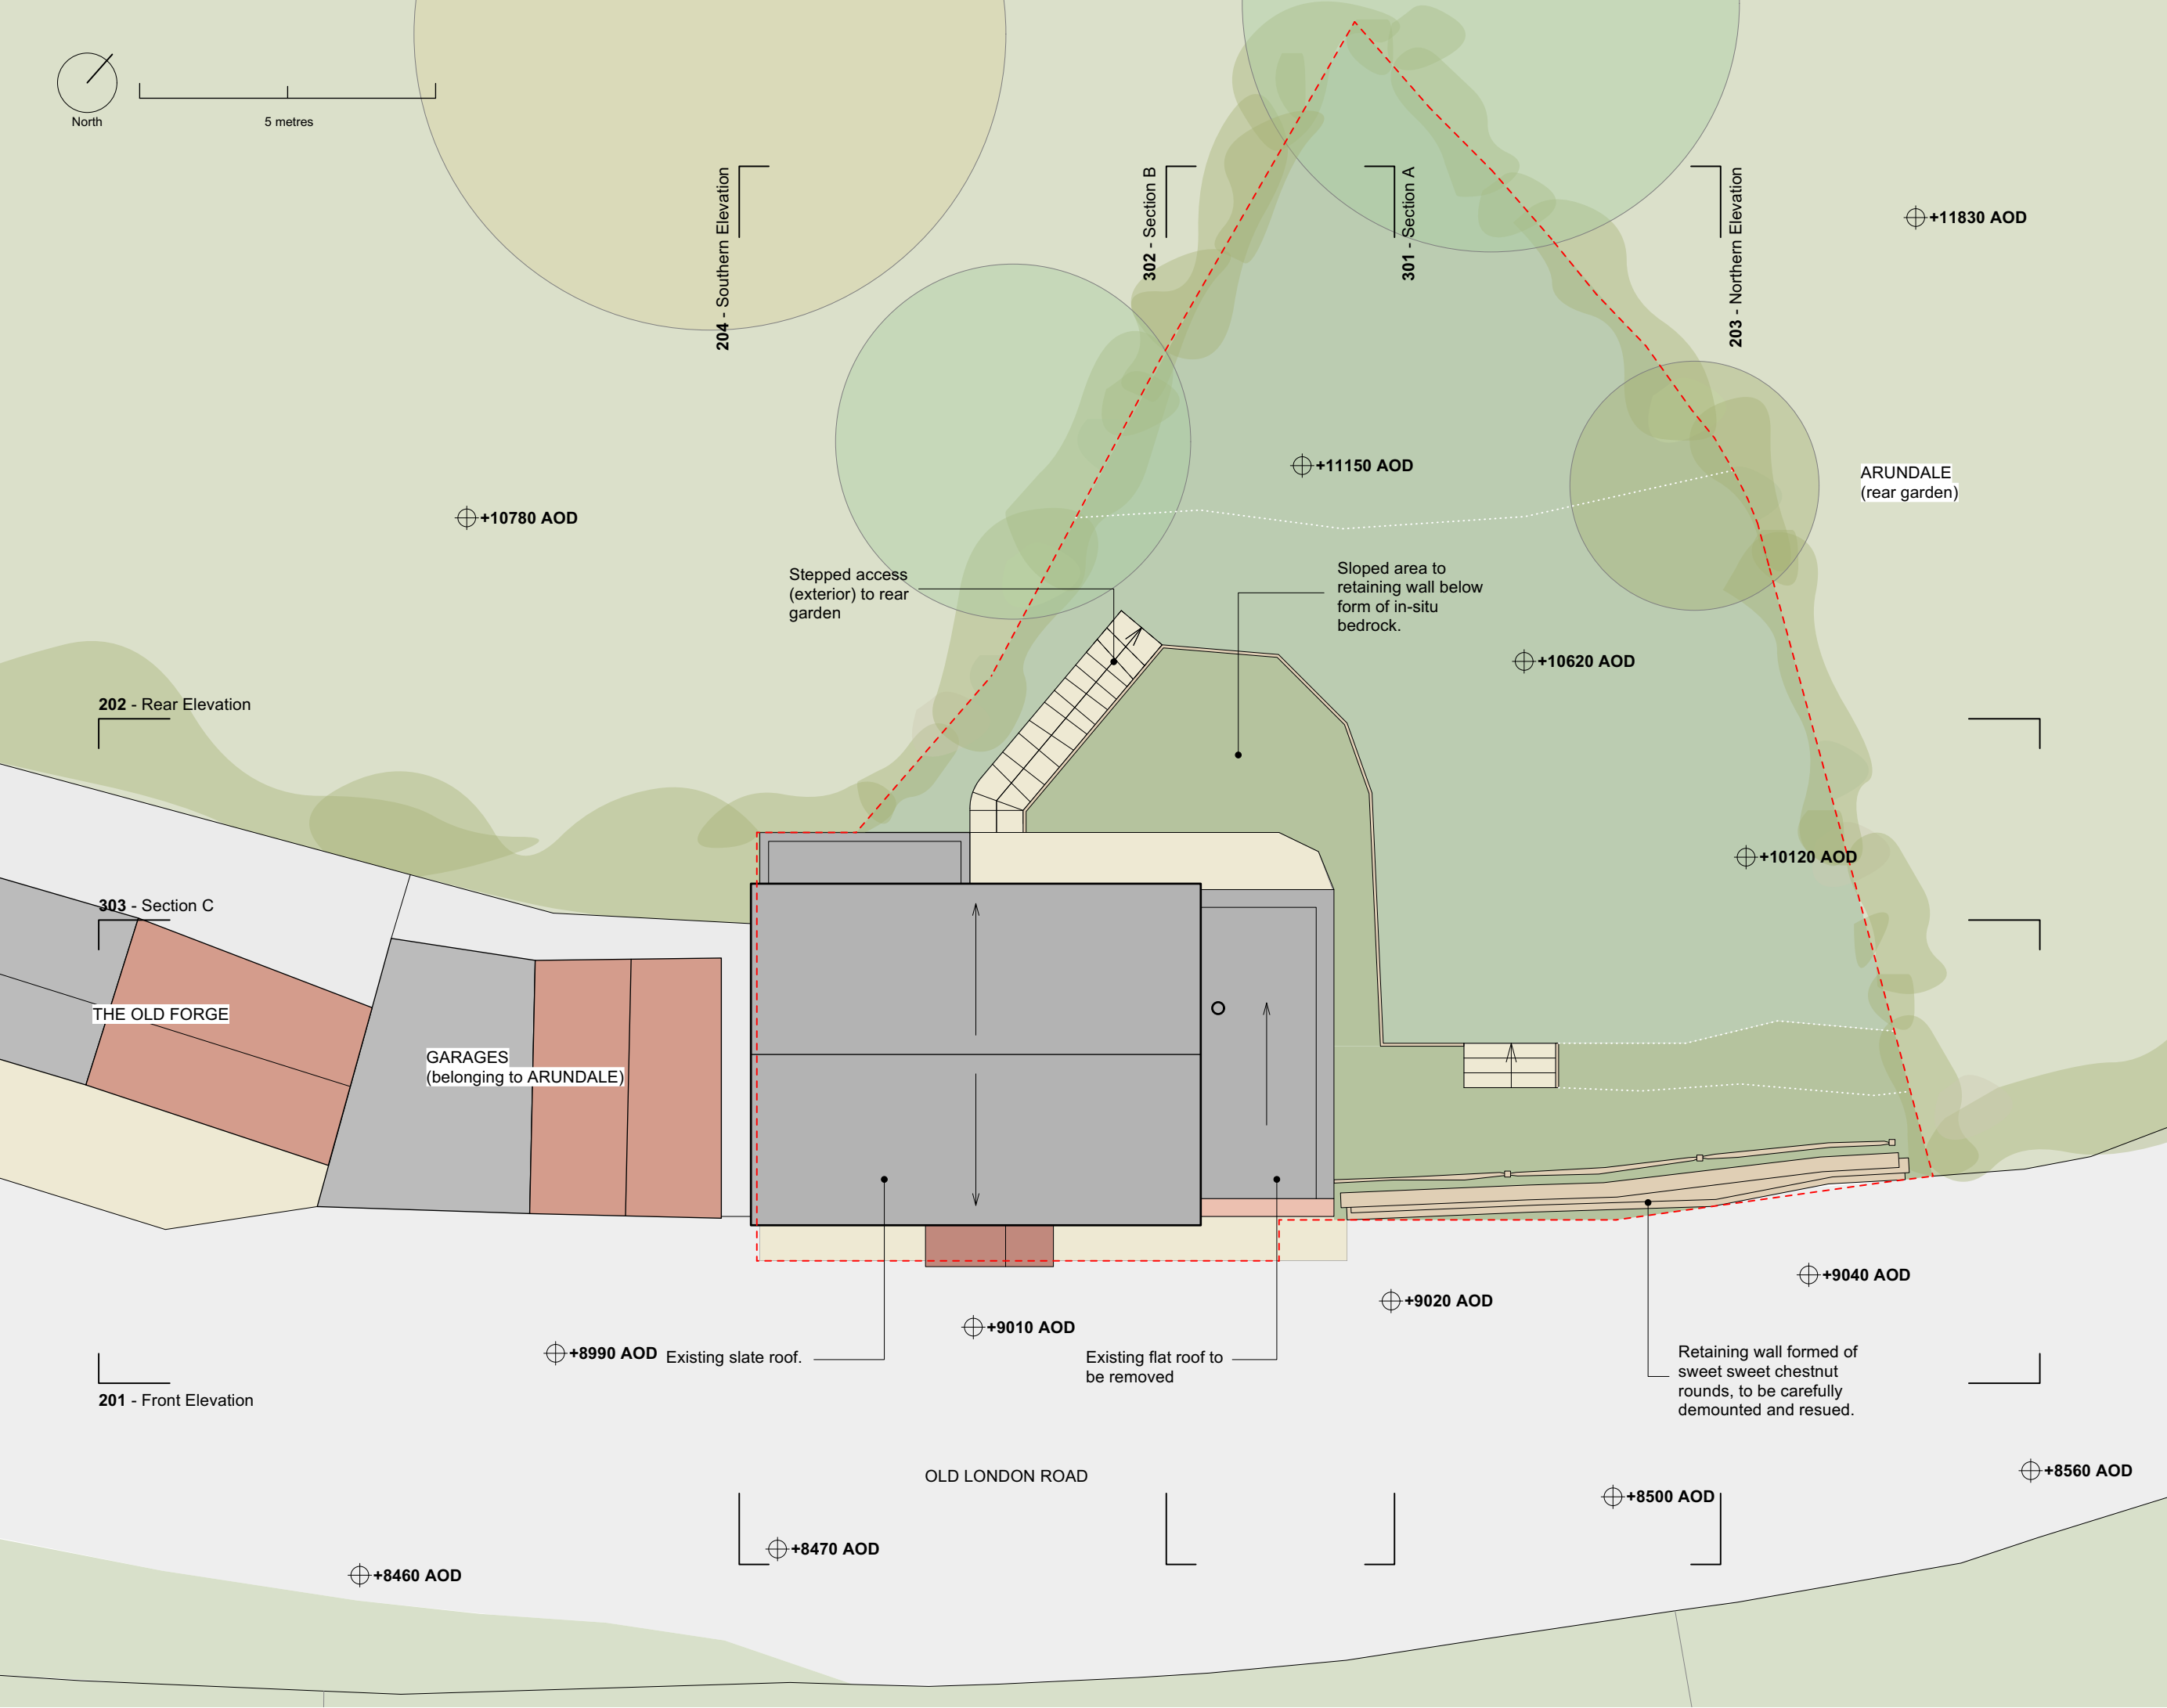 North
5 metres
204 - Southern Elevation
302 - Section B
301 - Section A
203 - Northern Elevation
+11830 AOD
+11150 AOD
ARUNDALE
(rear garden)
+10780 AOD
Stepped access
(exterior) to rear
garden
Sloped area to
retaining wall below
form of in-situ
bedrock.
+10620 AOD
202 - Rear Elevation
+10120 AOD
303 - Section C
THE OLD FORGE
GARAGES
(belonging to ARUNDALE)
+9040 AOD
+9020 AOD
+9010 AOD
+8990 AOD
Existing slate roof.
Existing flat roof to
be removed
Retaining wall formed of
sweet sweet chestnut
rounds, to be carefully
demounted and resued.
201 - Front Elevation
OLD LONDON ROAD
+8560 AOD
+8500 AOD
+8470 AOD
+8460 AOD